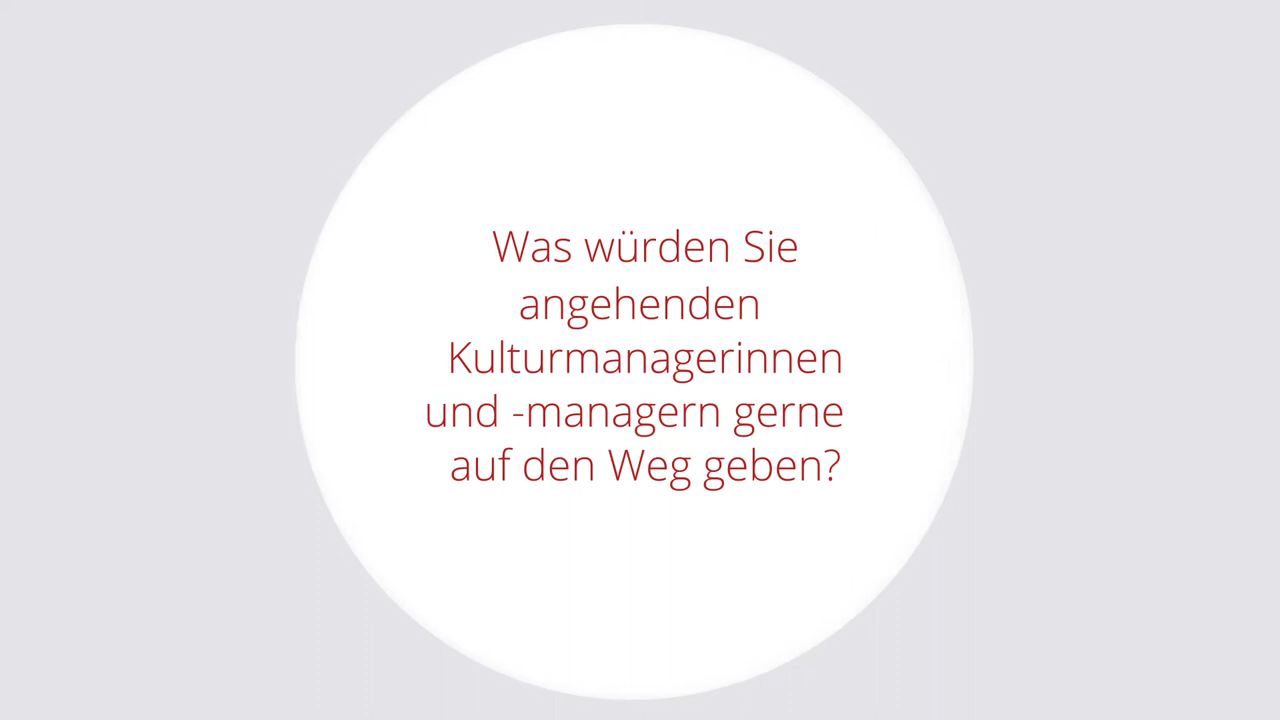 Was würden Sie
angehenden
Kulturmanagerinnen
und -managern gerne
auf den Weg geben?